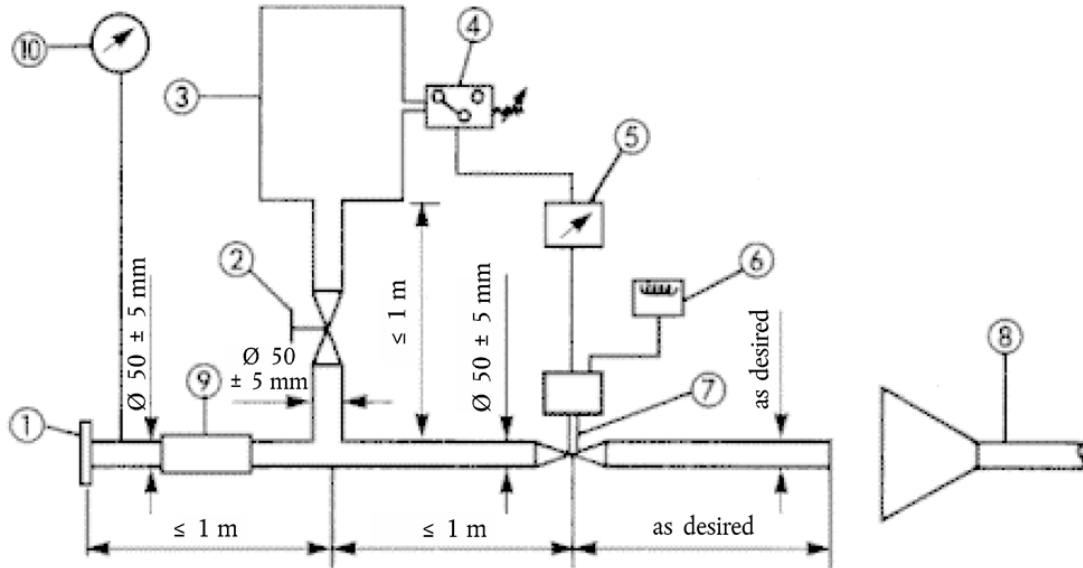 10
4
3
5
2
6
≤ 1 m
Ø 50 ± 5 mm
Ø 50
± 5 mm
Ø 50 ± 5 mm
as desired
8
9
7
1
≤ 1 m
≤ 1 m
as desired